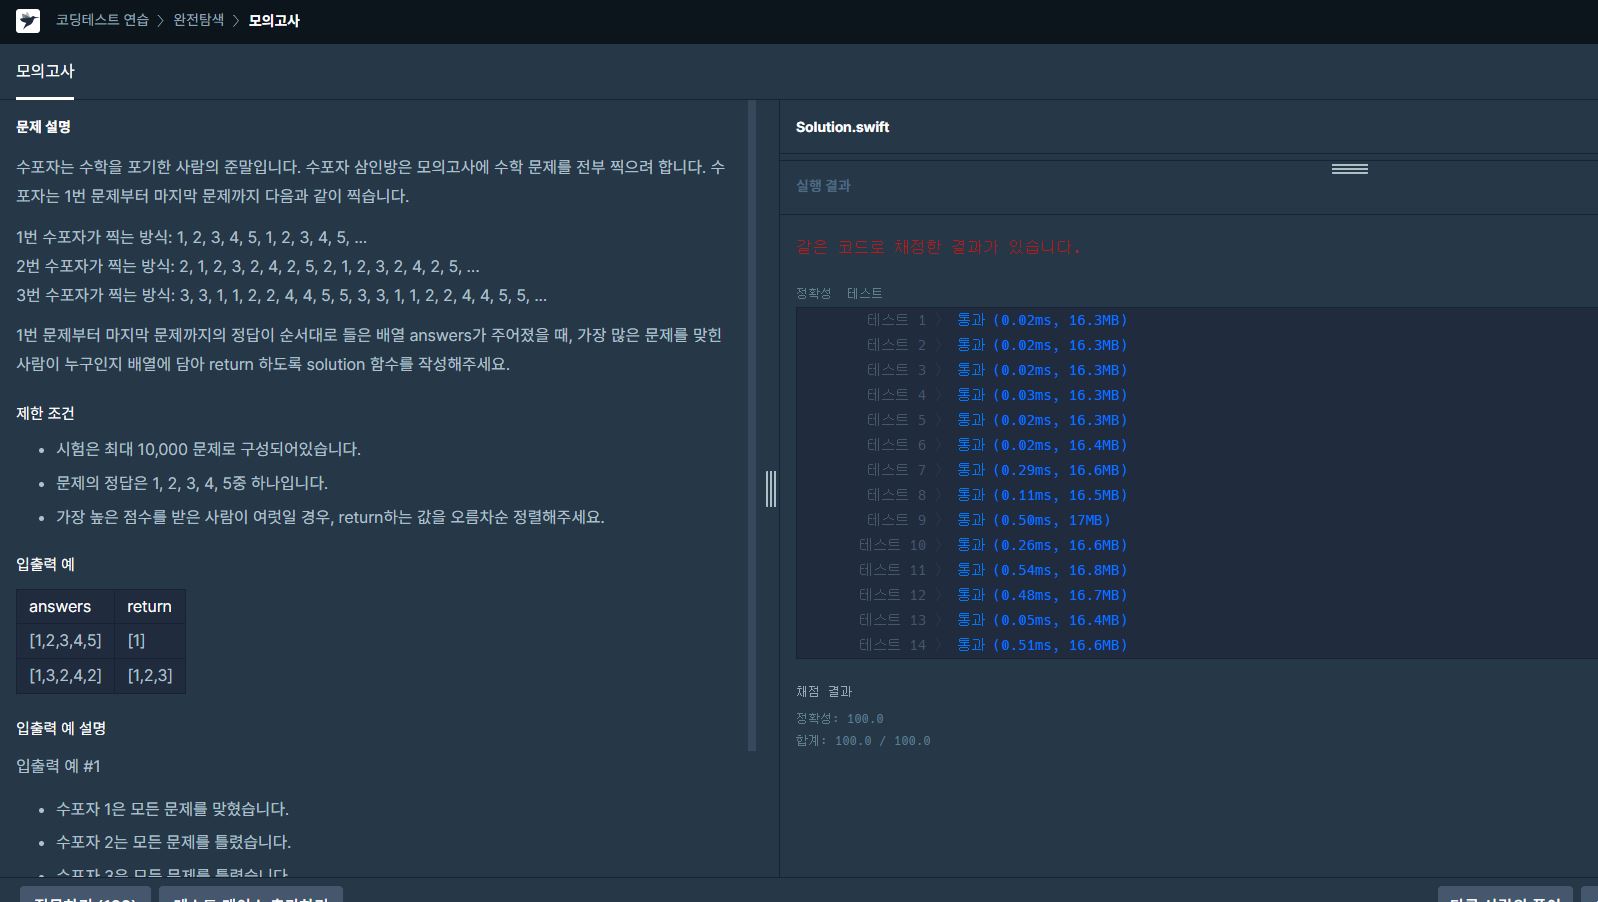 코딩테스트 연습 〉 완전탐색 〉 모의고사
모의고사
문제 설명
수포자는 수학을 포기한 사람의 준말입니다. 수포자 삼인방은 모의고사에 수학 문제를 전부 찍으려 합니다. 수
포자는 1번 문제부터 마지막 문제까지 다음과 같이 찍습니다.
1번 수포자가 찍는 방식: 1, 2, 3, 4, 5, 1, 2, 3, 4, 5, ...
2번 수포자가 찍는 방식: 2, 1, 2, 3, 2, 4, 2, 5, 2, 1, 2, 3, 2, 4, 2, 5, ...
3번 수포자가 찍는 방식: 3, 3, 1, 1, 2, 2, 4, 4, 5, 5, 3, 3, 1, 1, 2, 2, 4, 4, 5, 5, ...
1번 문제부터 마지막 문제까지의 정답이 순서대로 들은 배열 answers가 주어졌을 때, 가장 많은 문제를 맞힌
사람이 누구인지 배열에 담아 return 하도록 solution 함수를 작성해주세요.
제한 조건
• 시험은 최대 10,000 문제로 구성되어있습니다.
• 문제의 정답은 1, 2, 3, 4, 5중 하나입니다.
• 가장 높은 점수를 받은 사람이 여럿일 경우, return하는 값을 오름차순 정렬해주세요.
입출력 예
answers return
[1,2,3,4,5] [1]
[1,3,2,4,2] [1,2,3]
입출력 예 설명
입출력 예 #1
• 수포자 1은 모든 문제를 맞혔습니다.
• 수포자 2는 모든 문제를 틀렸습니다.
• 수포자 3은 모든 문제를 틀렸습니다.
Solution.swift
실행 결과
같은 코드로 채점한 결과가 있습니다.
정확성 테스트
테스트 1 〉 통과 (0.02ms, 16.3MB)
테스트 2 〉 통과 (0.02ms, 16.3MB)
테스트 3 〉 통과 (0.02ms, 16.3MB)
테스트 4 〉 통과 (0.03ms, 16.3MB)
테스트 5 〉 통과 (0.02ms, 16.3MB)
테스트 6 〉 통과 (0.02ms, 16.4MB)
테스트 7 〉 통과 (0.29ms, 16.6MB)
테스트 8 〉 통과 (0.11ms, 16.5MB)
테스트 9 〉 통과 (0.50ms, 17MB)
테스트 10 〉 통과 (0.26ms, 16.6MB)
테스트 11 〉 통과 (0.54ms, 16.8MB)
테스트 12 〉 통과 (0.48ms, 16.7MB)
테스트 13 〉 통과 (0.05ms, 16.4MB)
테스트 14 〉 통과 (0.51ms, 16.6MB)
채점 결과
정확성: 100.0
합계: 100.0 / 100.0